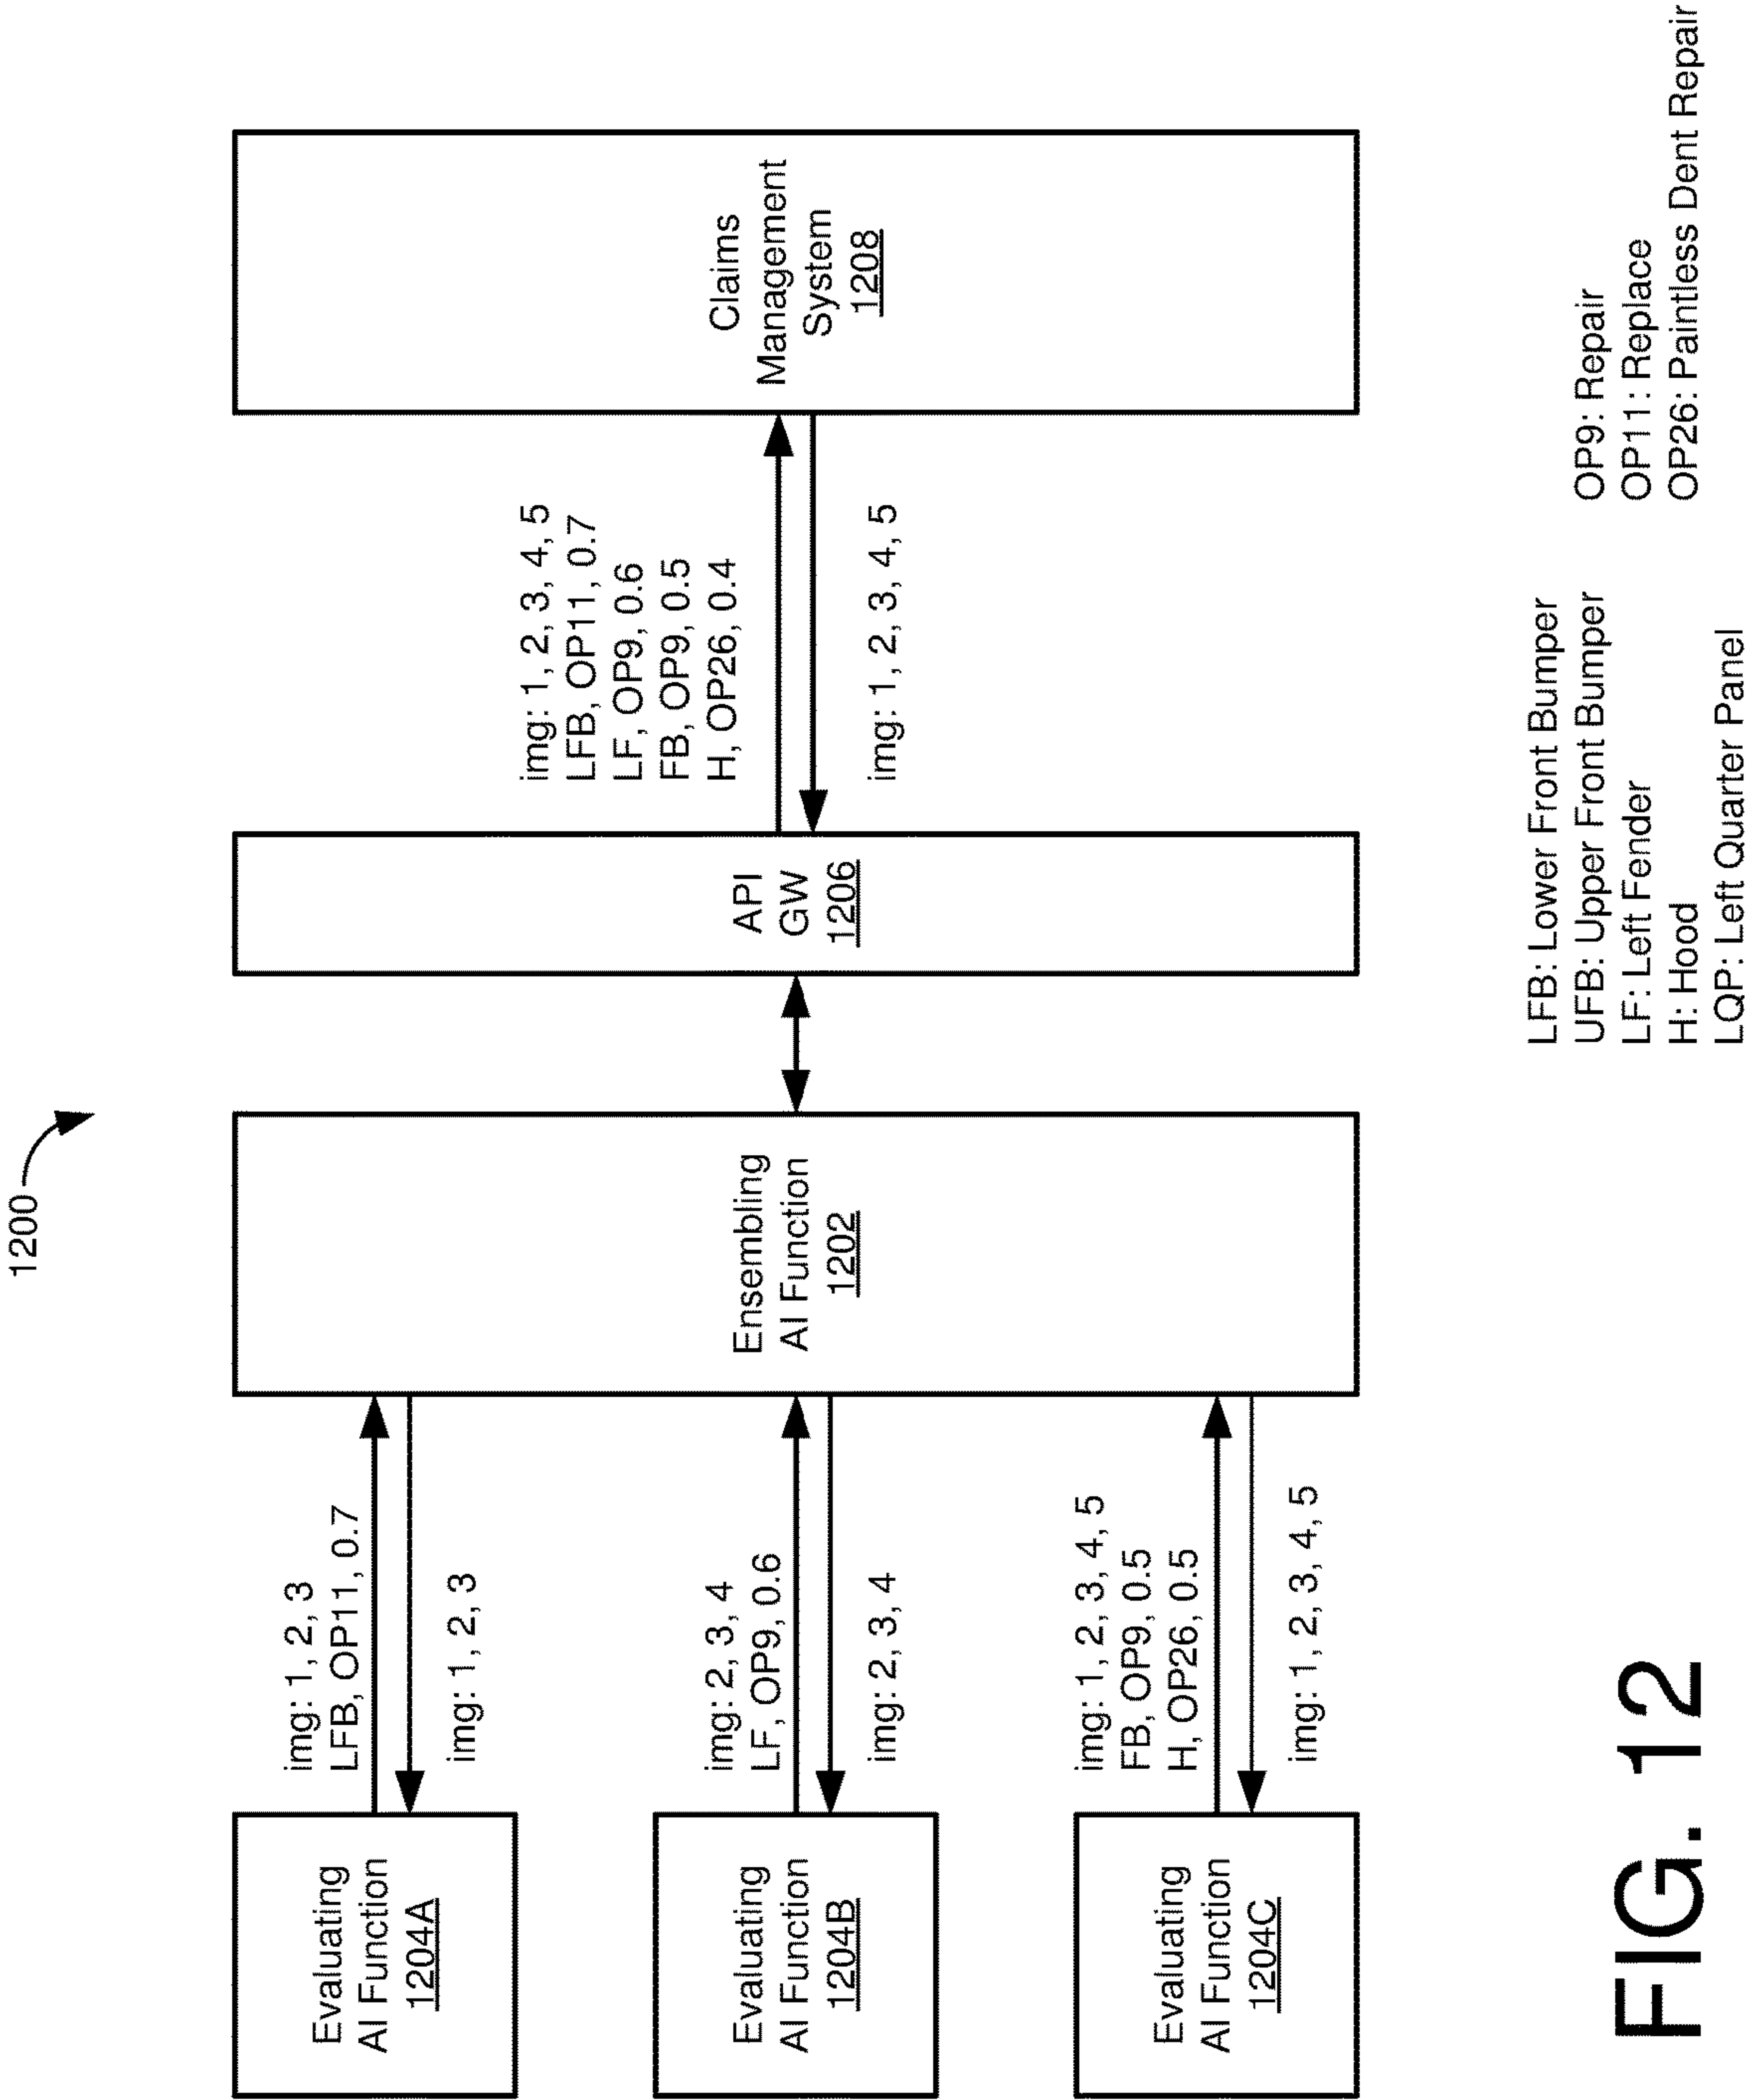 1200
Evaluating
AI Function
1204A
img: 1, 2, 3
LFB, OP11, 0.7
img: 1, 2, 3
Evaluating
AI Function
1204B
img: 2, 3, 4
LF, OP9, 0.6
img: 2, 3, 4
Evaluating
AI Function
1204C
img: 1, 2, 3, 4, 5
FB, OP9, 0.5
H, OP26, 0.5
img: 1, 2, 3, 4, 5
Ensembling
AI Function
1202
API
GW
1206
img: 1, 2, 3, 4, 5
LFB, OP11, 0.7
LF, OP9, 0.6
FB, OP9, 0.5
H, OP26, 0.4
img: 1, 2, 3, 4, 5
Claims
Management
System
1208
LFB: Lower Front Bumper
UFB: Upper Front Bumper
LF: Left Fender
H: Hood
LQP: Left Quarter Panel
OP9: Repair
OP11: Replace
OP26: Paintless Dent Repair
FIG. 12